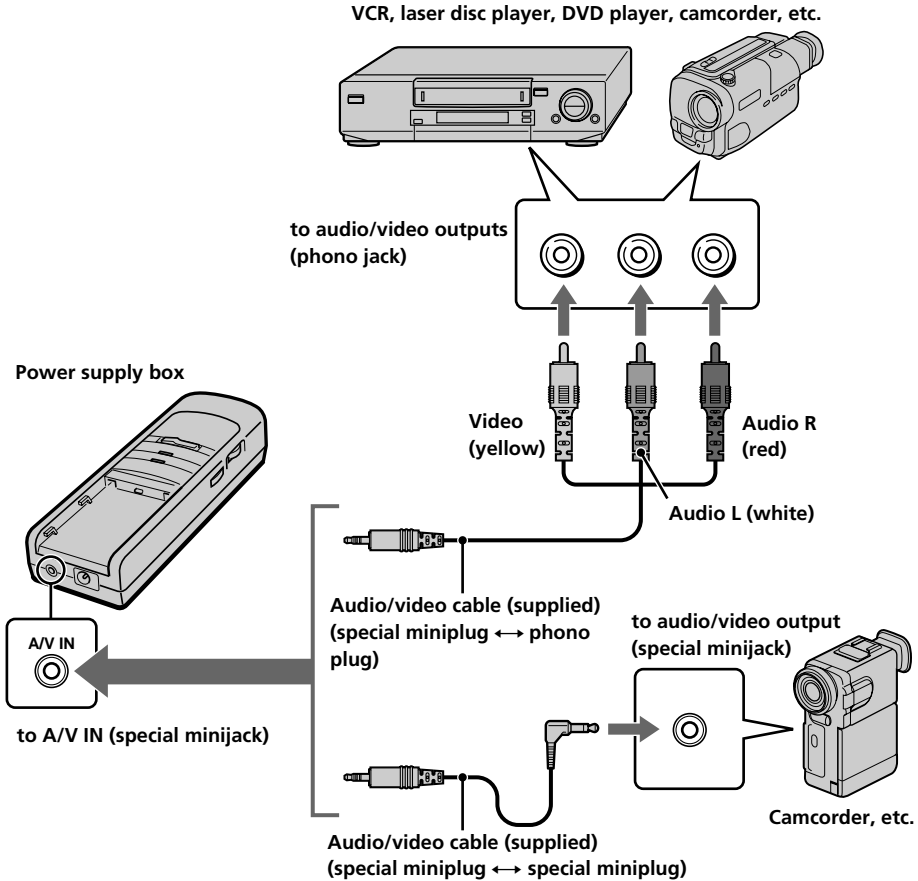 VCR, laser disc player, DVD player, camcorder, etc.
to audio/video outputs
(phono jack)
Power supply box
Video
(yellow)
Audio R
(red)
Audio L (white)
Audio/video cable (supplied)
(special miniplug ←→ phono
plug)
to audio/video output
(special minijack)
A/V IN
to A/V IN (special minijack)
Camcorder, etc.
Audio/video cable (supplied)
(special miniplug ←→ special miniplug)